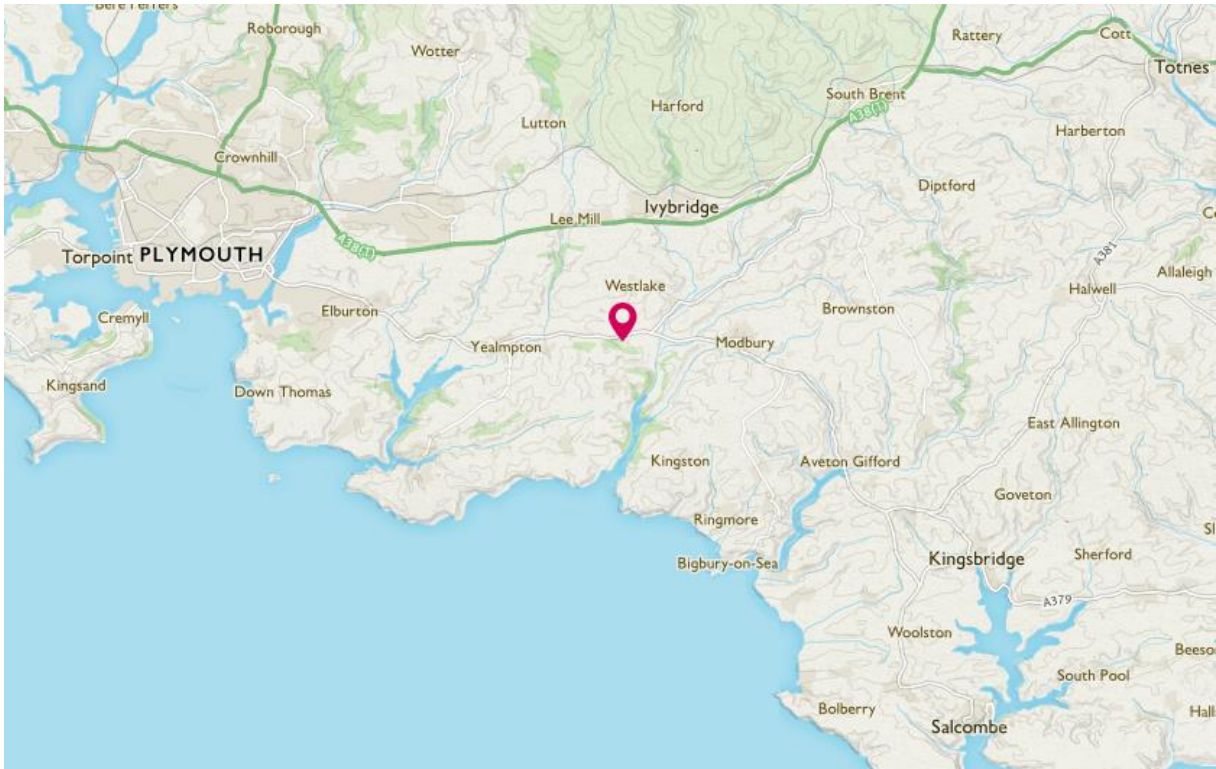 Bere Ferrers
Roborough
Wotter
Rattery
Cott
Totnes
South Brent
A38(T)
Harford
Lutton
Harberton
Crownhill
Diptford
Ivybridge
Lee Mill
A38(T)
Torpoint
PLYMOUTH
A381
Allaleigh
Westlake
Halwell
Brownston
Cremyll
Elburton
Yealmpton
Modbury
Kingsand
Down Thomas
East Allington
Kingston
Aveton Gifford
Goveton
Ringmore
Bigbury-on-Sea
Kingsbridge
Sherford
A379
Woolston
South Pool
Bolberry
Salcombe